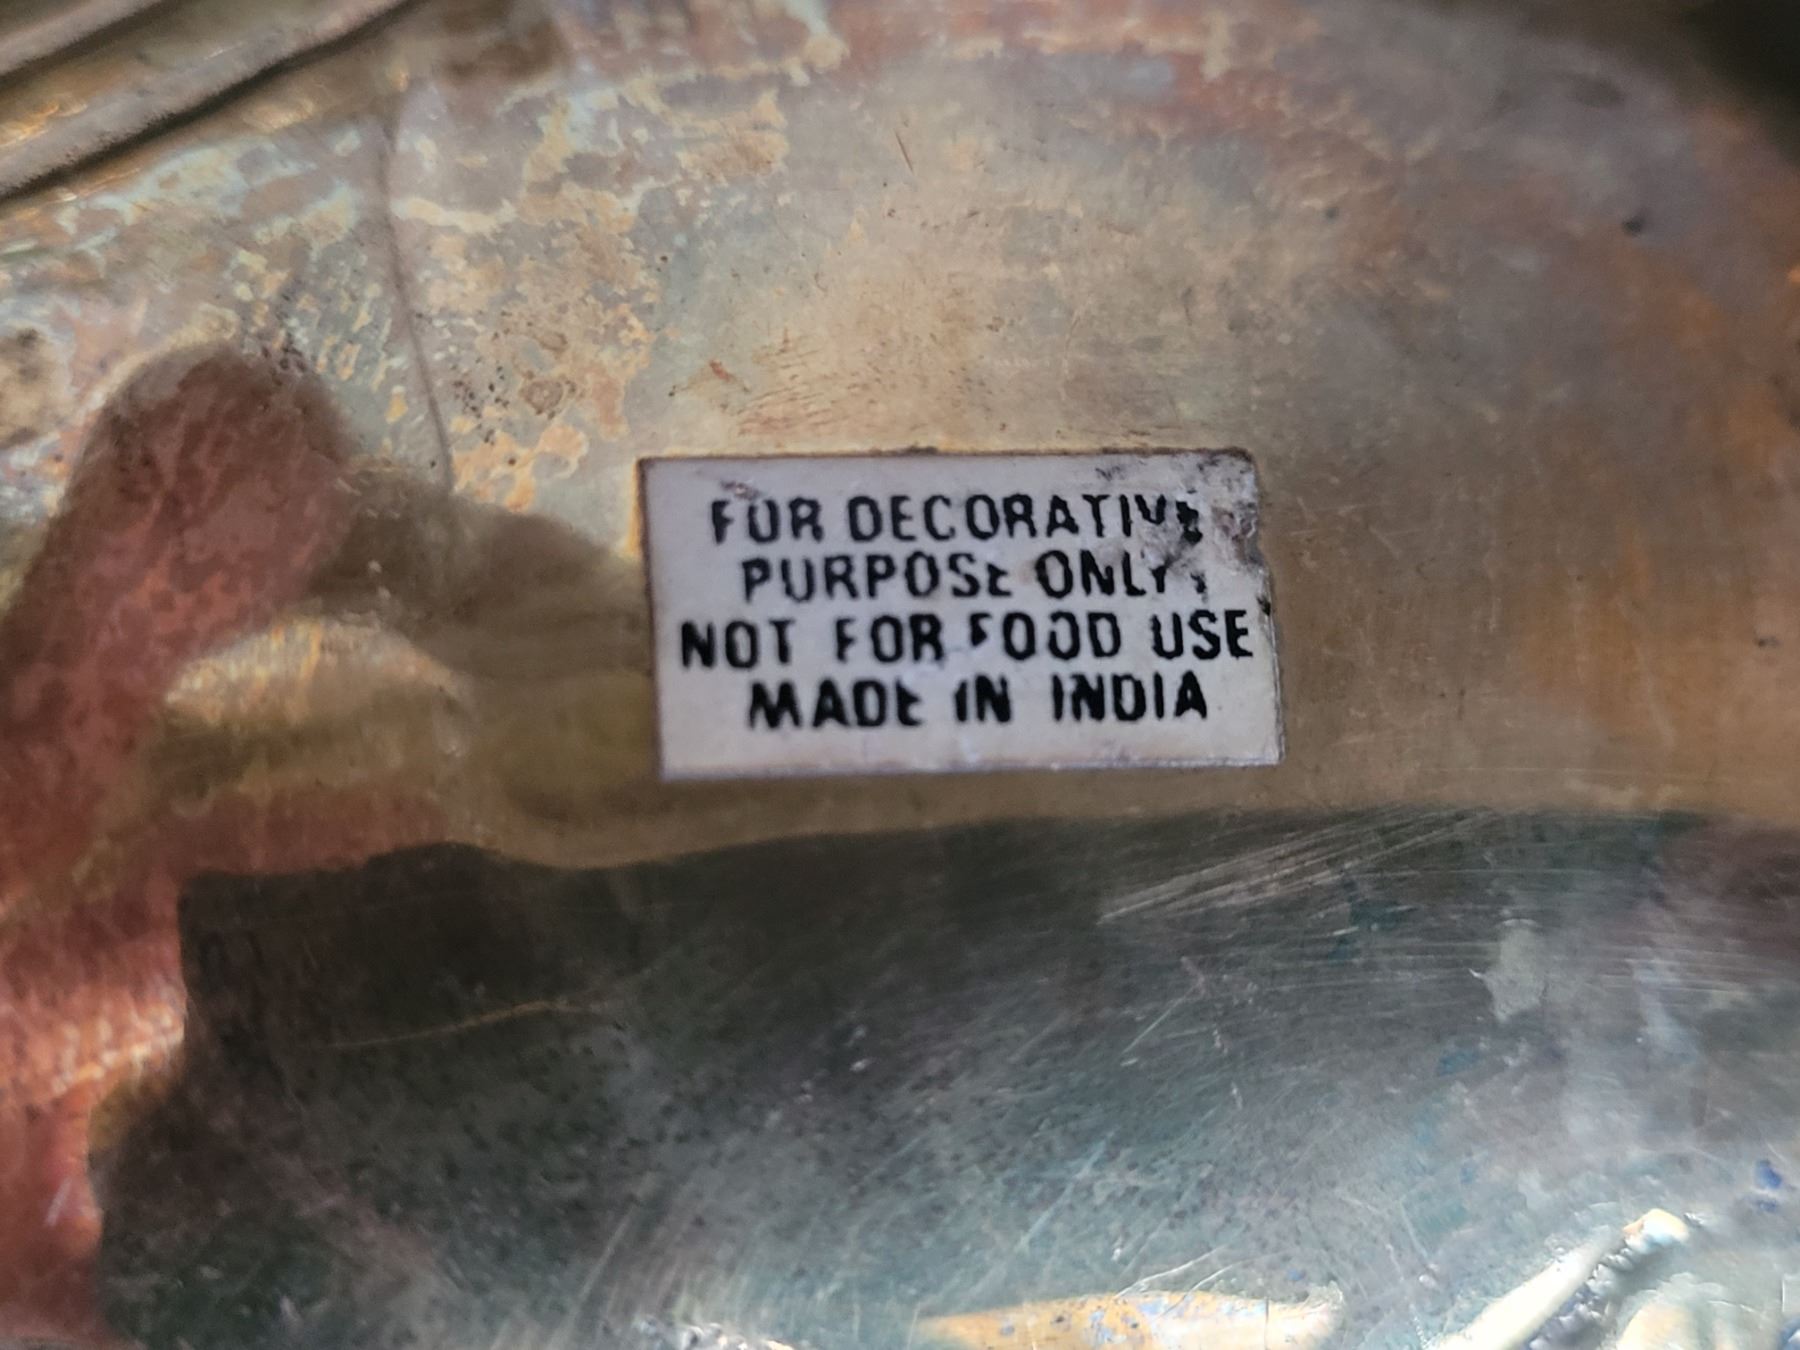 FOR DECORATIVE
PURPOSE ONLY
NOT FOR FOOD USE
MADE IN INDIA